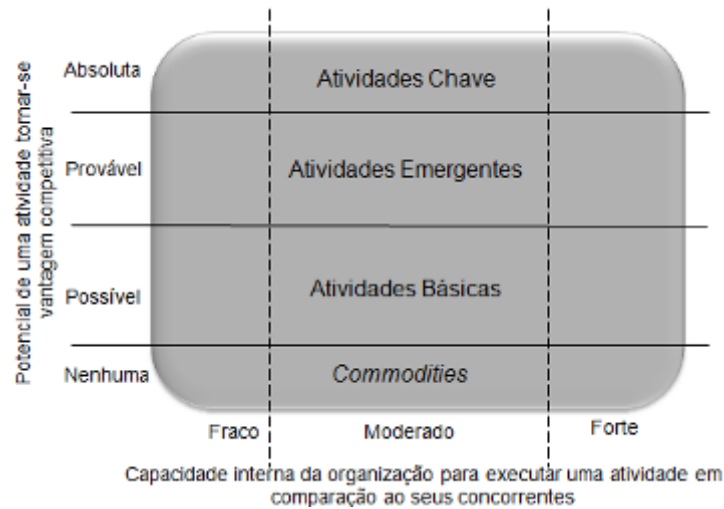 Potencial de uma atividade tornar-se
vantagem competitiva
Absoluta
Atividades Chave
Provável
Atividades Emergentes
Possível
Atividades Básicas
Nenhuma
Commodities
Fraco
Moderado
Forte
Capacidade interna da organização para executar uma atividade em
comparação ao seus concorrentes